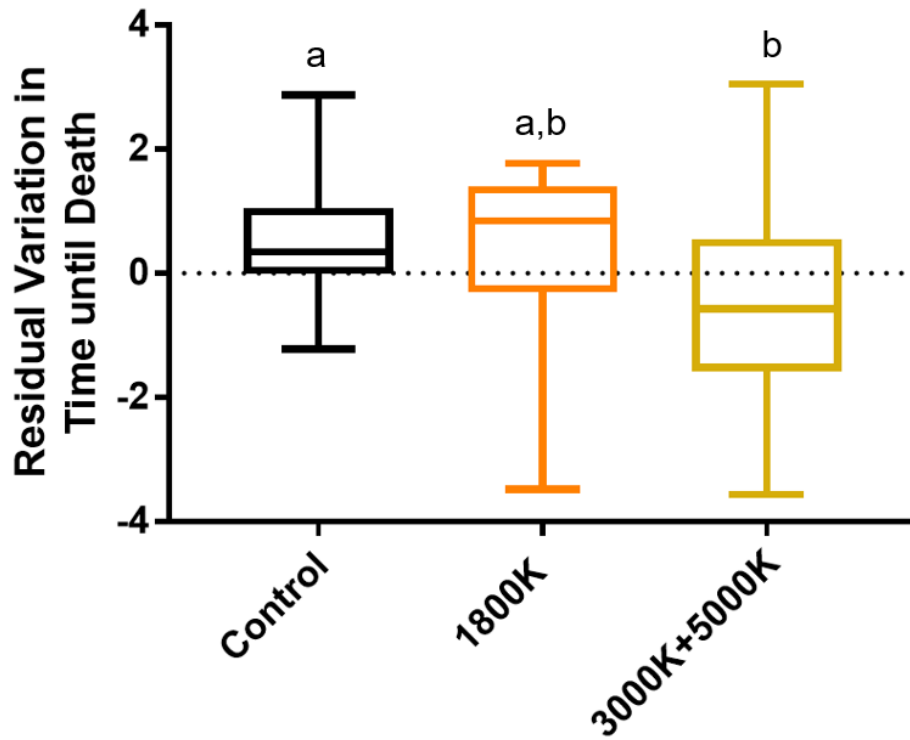 Residual Variation in
Time until Death
4
2
0
-2
-4
a
a,b
b
Control
1800K
3000K+5000K